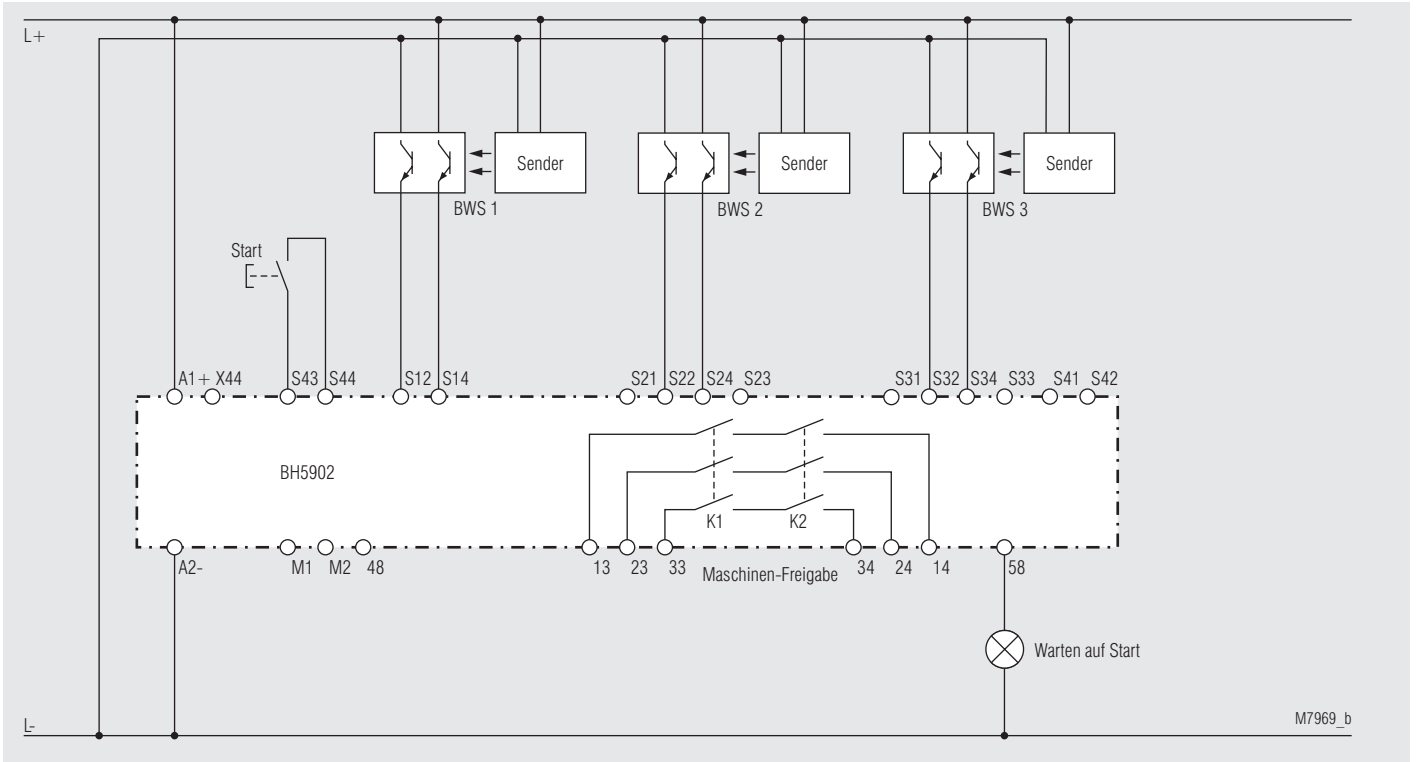 L+
Sender
Sender
Sender
BWS 1
BWS 2
BWS 3
Start
A1+ X44 S43 S44 S12 S14 S21 S22 S24 S23 S31 S32 S34 S33 S41 S42
BH5902
K1 K2
A2- M1 M2 48 13 23 33 Maschinen-Freigabe 34 24 14 58
Warten auf Start
L-
M7969_b